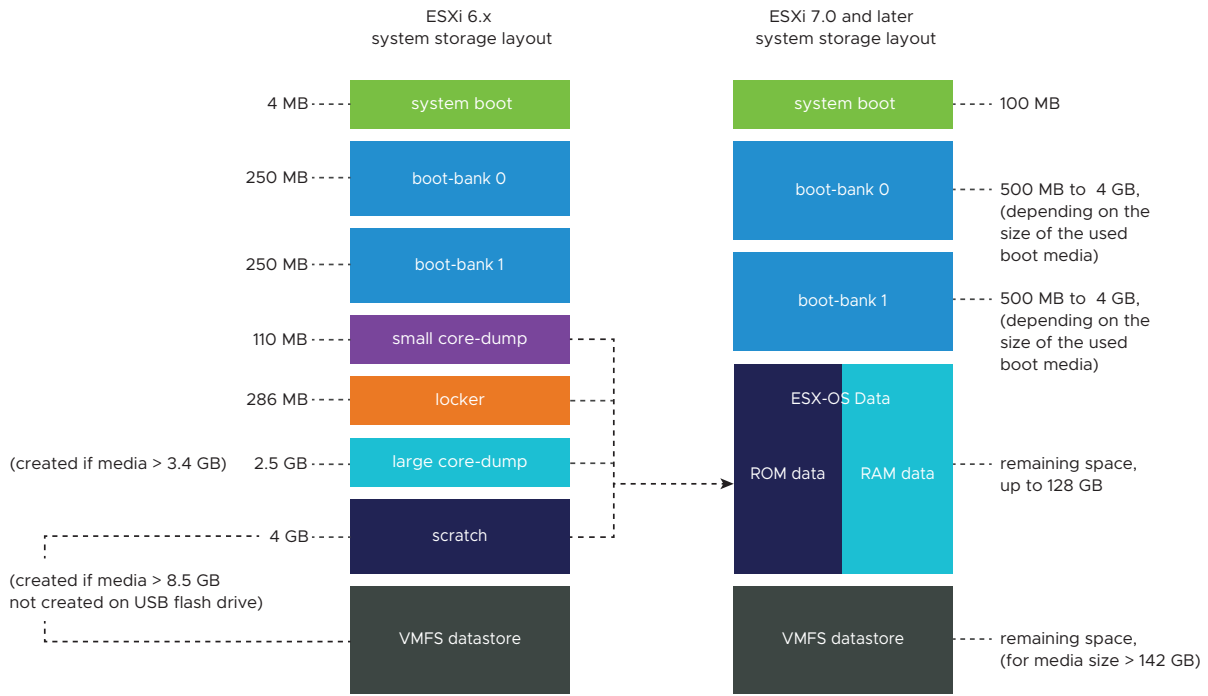 ESXi 6.x
system storage layout
4 MB
system boot
250 MB
boot-bank 0
250 MB
boot-bank 1
110 MB
small core-dump
286 MB
locker
(created if media > 3.4 GB)
2.5 GB
large core-dump
4 GB
scratch
(created if media > 8.5 GB
not created on USB flash drive)
VMFS datastore
ESXi 7.0 and later
system storage layout
system boot
100 MB
boot-bank 0
500 MB to 4 GB,
(depending on the
size of the used
boot media)
boot-bank 1
500 MB to 4 GB,
(depending on the
size of the used
boot media)
ESX-OS Data
ROM data
RAM data
remaining space,
up to 128 GB
VMFS datastore
remaining space,
(for media size > 142 GB)